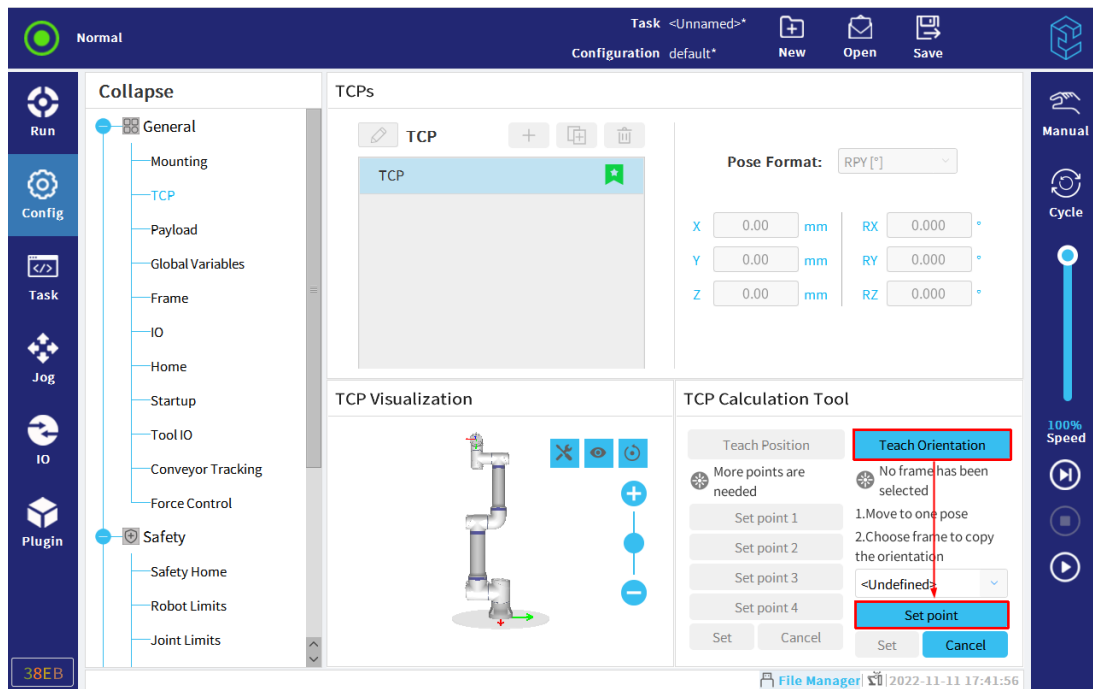 Normal
Task <Unnamed>*
Configuration default*
New
Open
Save
Run
Config
Task
Jog
IO
Plugin
38EB
Collapse
General
Mounting
TCP
Payload
Global Variables
Frame
IO
Home
Startup
Tool IO
Conveyor Tracking
Force Control
Safety
Safety Home
Robot Limits
Joint Limits
TCPs
TCP
TCP
Pose Format: RPY [°]
X 0.00 mm RX 0.000 °
Y 0.00 mm RY 0.000 °
Z 0.00 mm RZ 0.000 °
TCP Visualization
TCP Calculation Tool
Teach Position
More points are
needed
Set point 1
Set point 2
Set point 3
Set point 4
Set Cancel
Teach Orientation
No frame has been
selected
1.Move to one pose
2.Choose frame to copy
the orientation
<Undefined>
Set point
Set Cancel
File Manager 2022-11-11 17:41:56
Manual
Cycle
100%
Speed